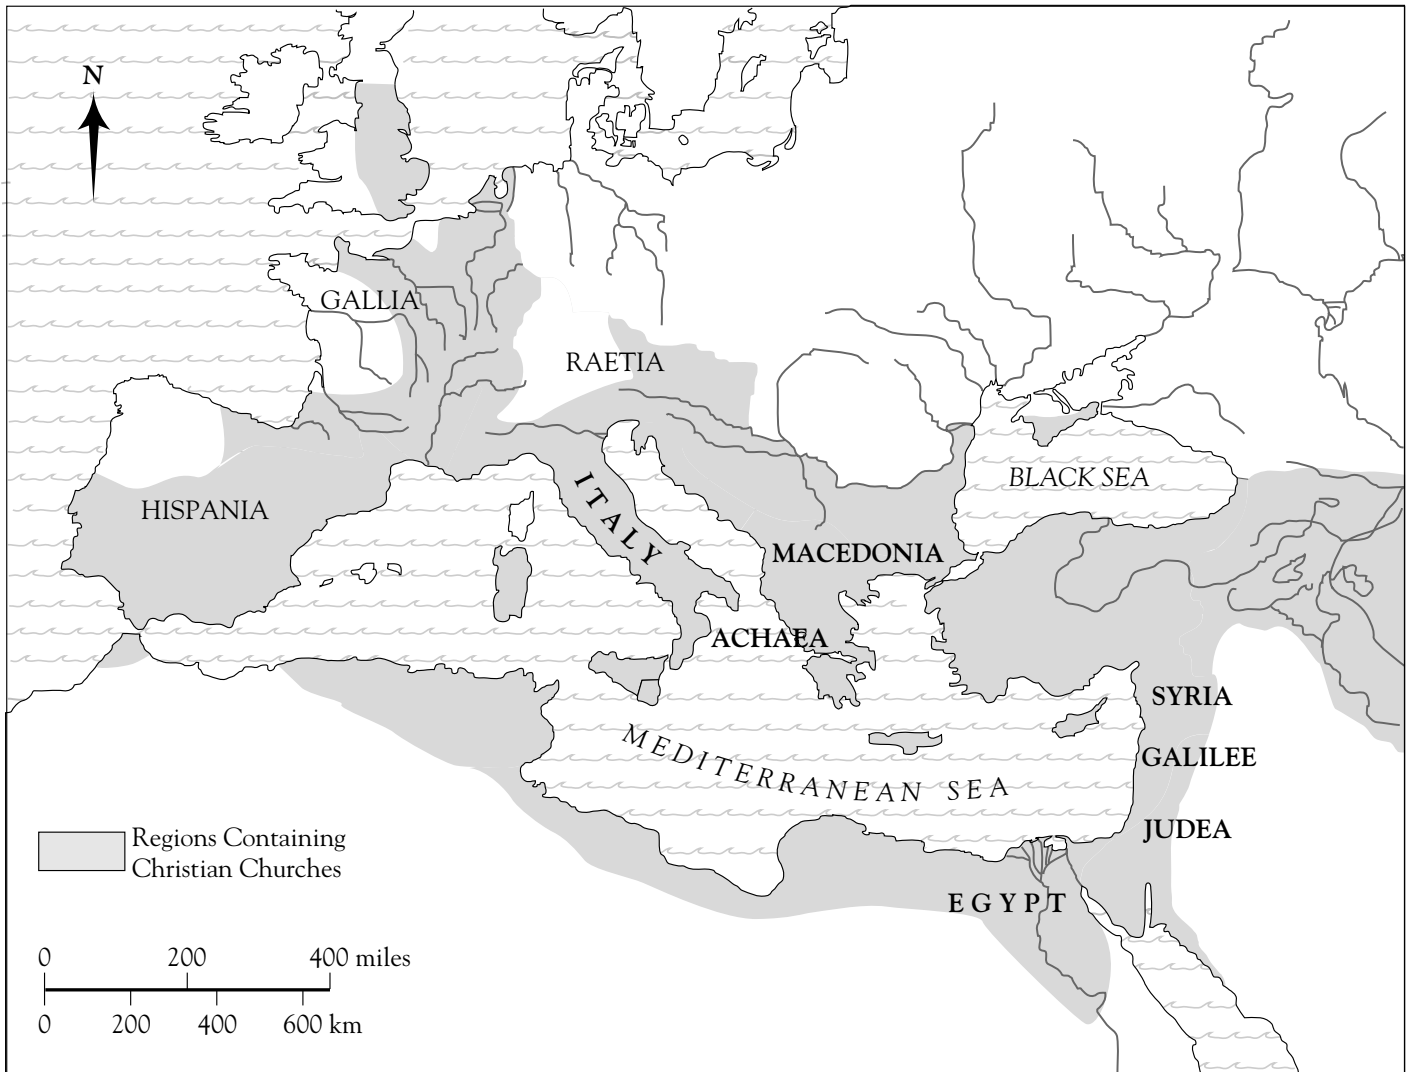 N
GALLIA
RAETIA
BLACK SEA
HISPANIA
ITALY
MACEDONIA
ACHAEA
SYRIA
MEDITERRANEAN SEA
GALILEE
JUDEA
Regions Containing
Christian Churches
EGYPT
0 200 400 miles
0 200 400 600 km